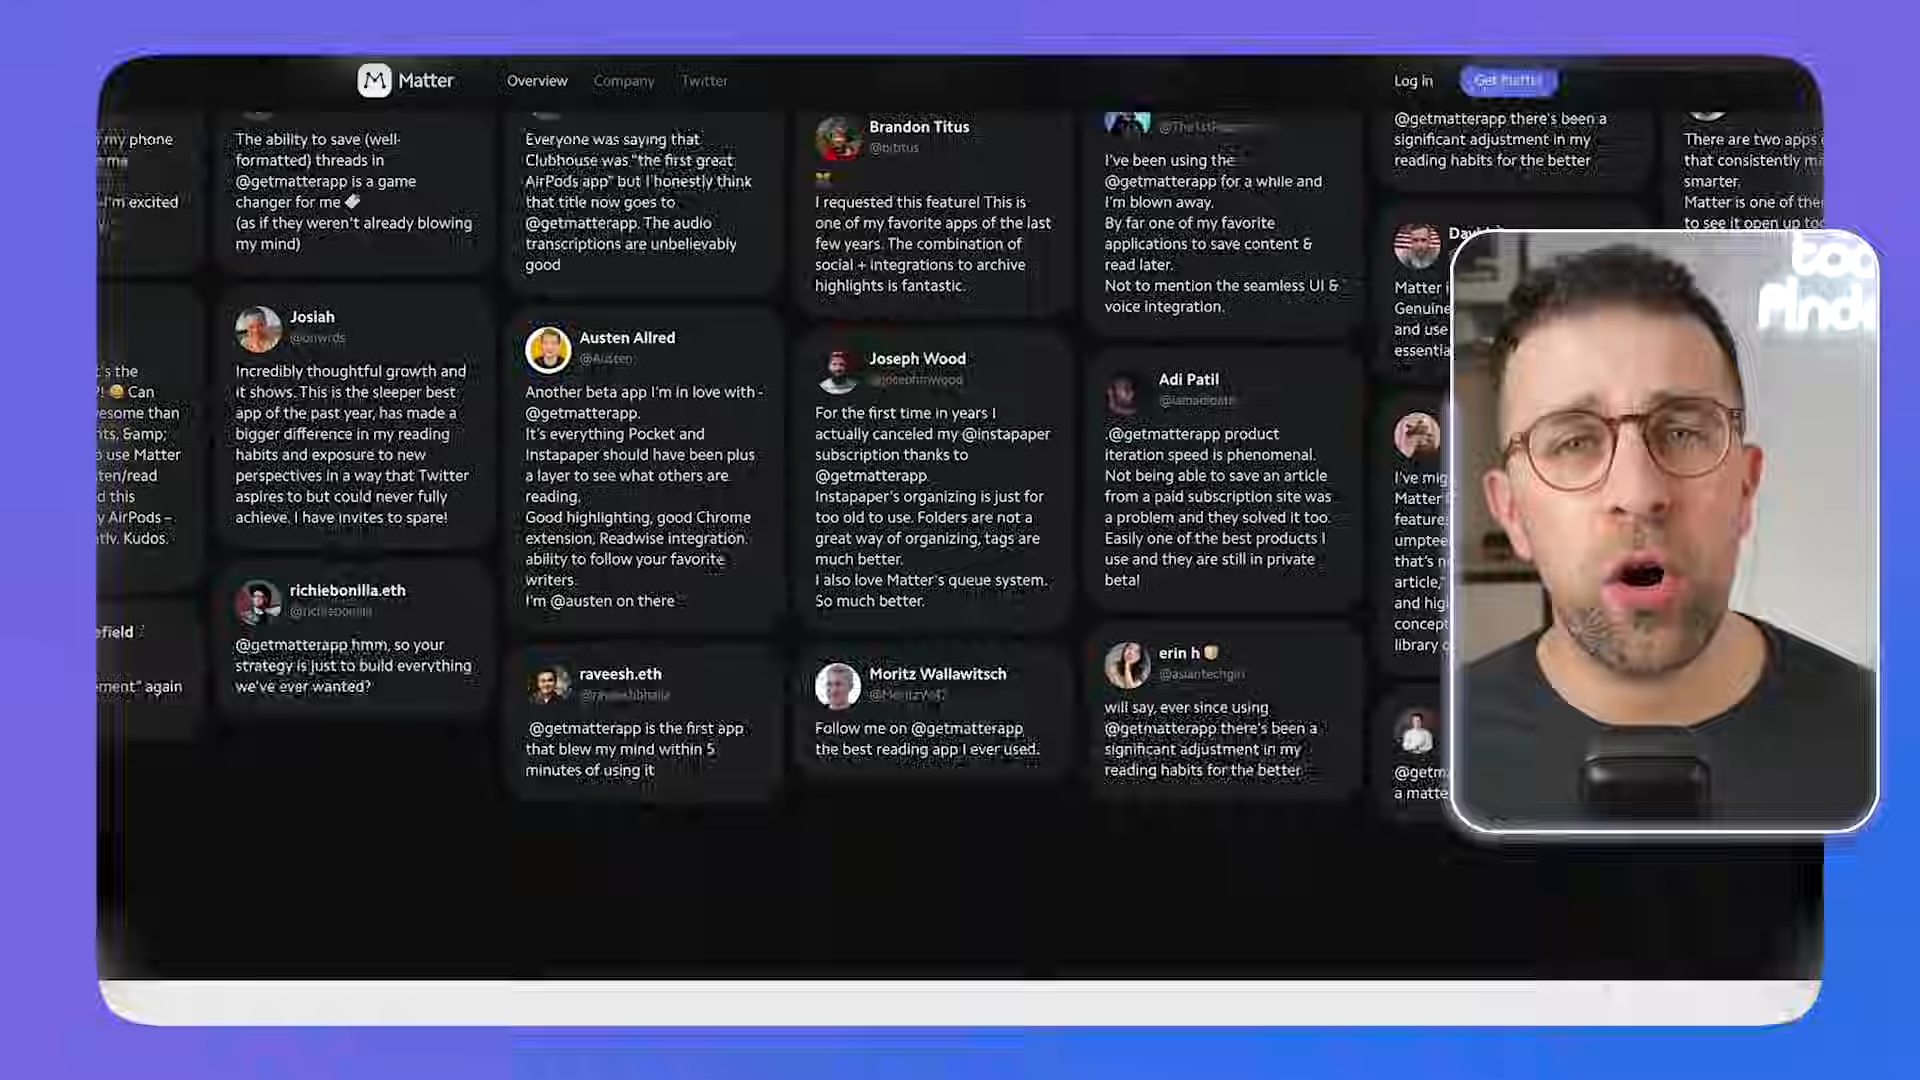 Matter
Overview
Company
Twitter
Log in
my phone
I'm excited
The ability to save (well-
formatted) threads in
@getmatterapp is a game
changer for me
(as if they weren't already blowing
my mind)
Josiah
Incredibly thoughtful growth and
it shows. This is the sleeper best
app of the past year, has made a
bigger difference in my reading
habits and exposure to new
perspectives in a way that Twitter
aspires to but could never fully
achieve. I have invites to spare!
richiebonilla.eth
@richiebonilla
@getmatterapp hmm, so your
strategy is just to build everything
we've ever wanted?
Can
&amp;
use Matter
AirPods –
Kudos.
efield
again
Everyone was saying that
Clubhouse was "the first great
AirPods app" but I honestly think
that title now goes to
@getmatterapp. The audio
transcriptions are unbelievably
good
Austen Allred
@Austen
Another beta app I'm in love with -
@getmatterapp.
It's everything Pocket and
Instapaper should have been plus
a layer to see what others are
reading.
Good highlighting, good Chrome
extension, Readwise integration.
ability to follow your favorite
writers.
I'm @austen on there
raveesh.eth
@getmatterapp is the first app
that blew my mind within 5
minutes of using it
Brandon Titus
@bititus
I requested this feature! This is
one of my favorite apps of the last
few years. The combination of
social + integrations to archive
highlights is fantastic.
Joseph Wood
@josephmwood
For the first time in years I
actually canceled my @instapaper
subscription thanks to
@getmatterapp
Instapaper's organizing is just for
too old to use. Folders are not a
great way of organizing, tags are
much better.
I also love Matter's queue system.
So much better.
Moritz Wallawitsch
Follow me on @getmatterapp
the best reading app I ever used.
I've been using the
@getmatterapp for a while and
I'm blown away.
By far one of my favorite
applications to save content &
read later.
Not to mention the seamless UI &
voice integration.
Adi Patil
.@getmatterapp product
iteration speed is phenomenal.
Not being able to save an article
from a paid subscription site was
a problem and they solved it too.
Easily one of the best products I
use and they are still in private
beta!
erin h
@asiantechgirl
will say, ever since using
@getmatterapp there's been a
significant adjustment in my
reading habits for the better
@getmatterapp there's been a
significant adjustment in my
reading habits for the better
Matter
and use
I've
Matter
article,"
and
library
There are two apps
that consistently
smarter.
Matter is one of
to see it open up